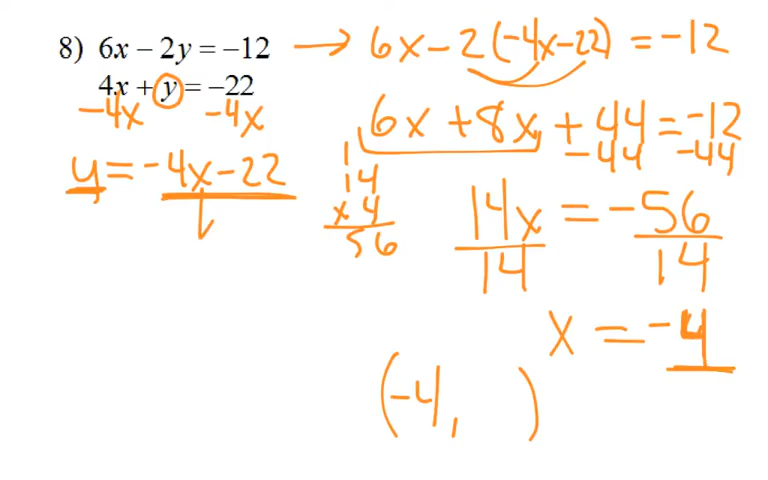 8) 6x − 2y = −12 → 6x − 2(−4x−22) = −12
4x + y = −22
−4x −4x
y = −4x − 22
6x + 8x + 44 = −12
−44 −44
1
14
x 4
56
14x = −56
14 14
x = −4
(−4, )